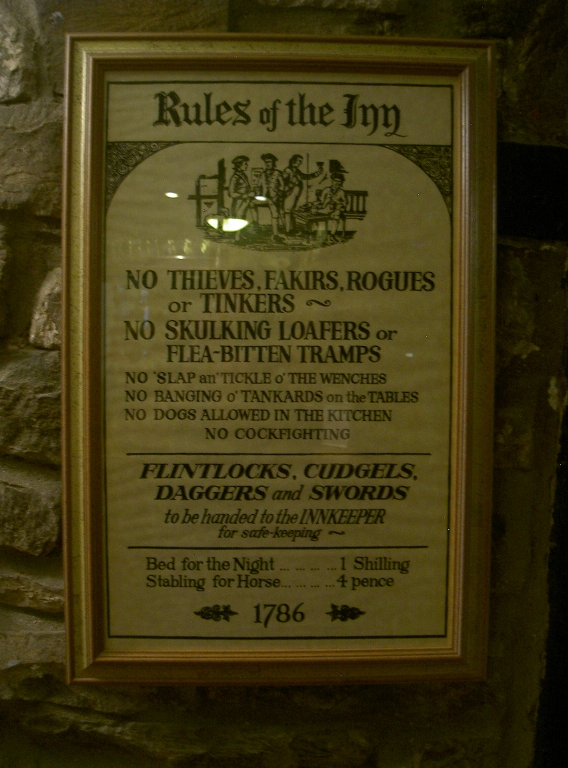 Rules of the Inn
NO THIEVES, FAKIRS, ROGUES
or TINKERS ~
NO SKULKING LOAFERS or
FLEA-BITTEN TRAMPS
NO 'SLAP an' TICKLE o' THE WENCHES
NO BANGING o' TANKARDS on the TABLES
NO DOGS ALLOWED IN THE KITCHEN
NO COCKFIGHTING
FLINTLOCKS, CUDGELS,
DAGGERS and SWORDS
to be handed to the INNKEEPER
for safe-keeping ~
Bed for the Night ... ... ... ...1 Shilling
Stabling for Horse... ... ... ...4 pence
1786